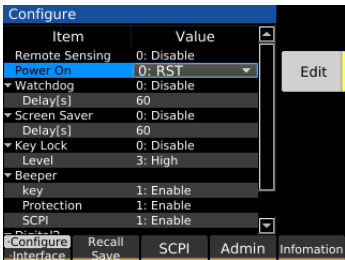 Configure
Item Value
Remote Sensing 0: Disable
Power On 0: RST
Edit
Watchdog 0: Disable
Delay[s] 60
Screen Saver 0: Disable
Delay[s] 60
Key Lock 0: Disable
Level 3: High
Beeper
key 1: Enable
Protection 1: Enable
SCPI 1: Enable
·Configure
·Interface
Recall
Save
SCPI
Admin
Infomation